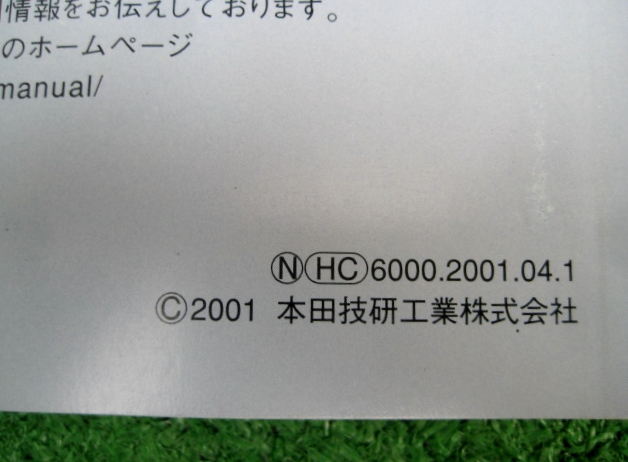 情報をお伝えしております。
のホームページ
manual/
ⓃHC6000.2001.04.1
©2001 本田技研工業株式会社